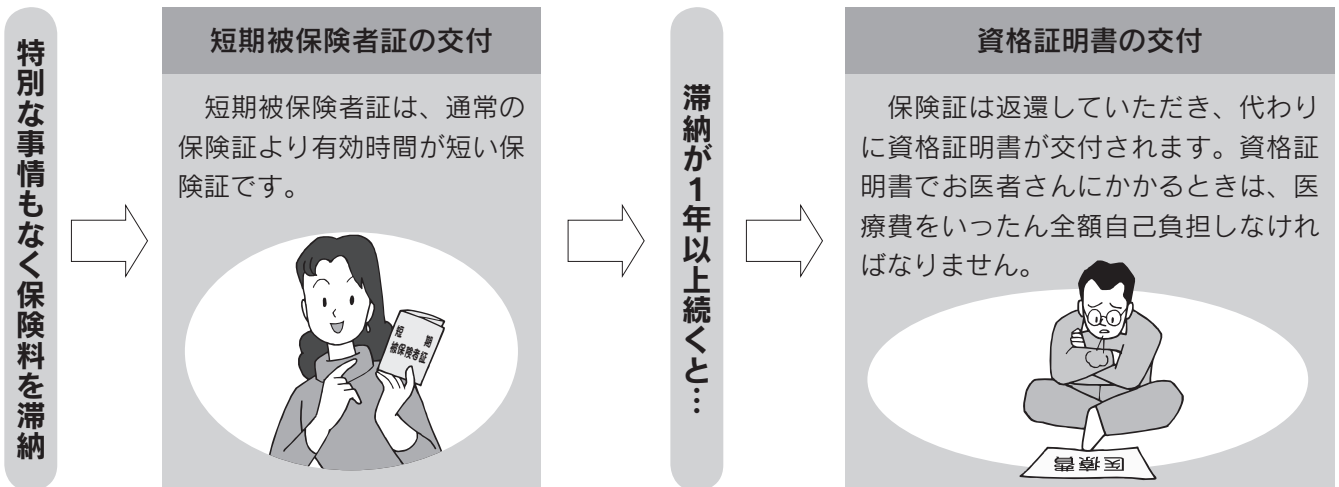 特別な事情もなく保険料を滞納
短期被保険者証の交付
短期被保険者証は、通常の
保険証より有効時間が短い保
険証です。
短期
被保険者証
滞納が1年以上続くと…
資格証明書の交付
保険証は返還していただき、代わり
に資格証明書が交付されます。資格証
明書でお医者さんにかかるときは、医
療費をいったん全額自己負担しなけれ
ばなりません。
医療費